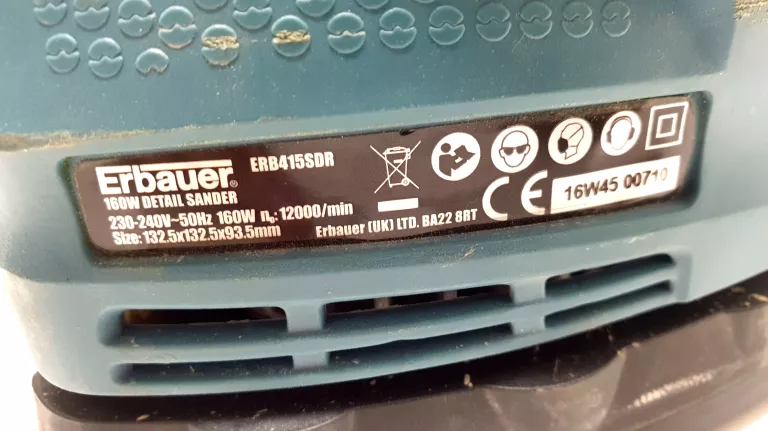 Erbauer®
ERB415SDR
160W DETAIL SANDER
230-240V~50Hz 160W n₀: 12000/min
Size: 132.5x132.5x93.5mm
Erbauer (UK) LTD. BA22 8RT
CE
16W45 00710